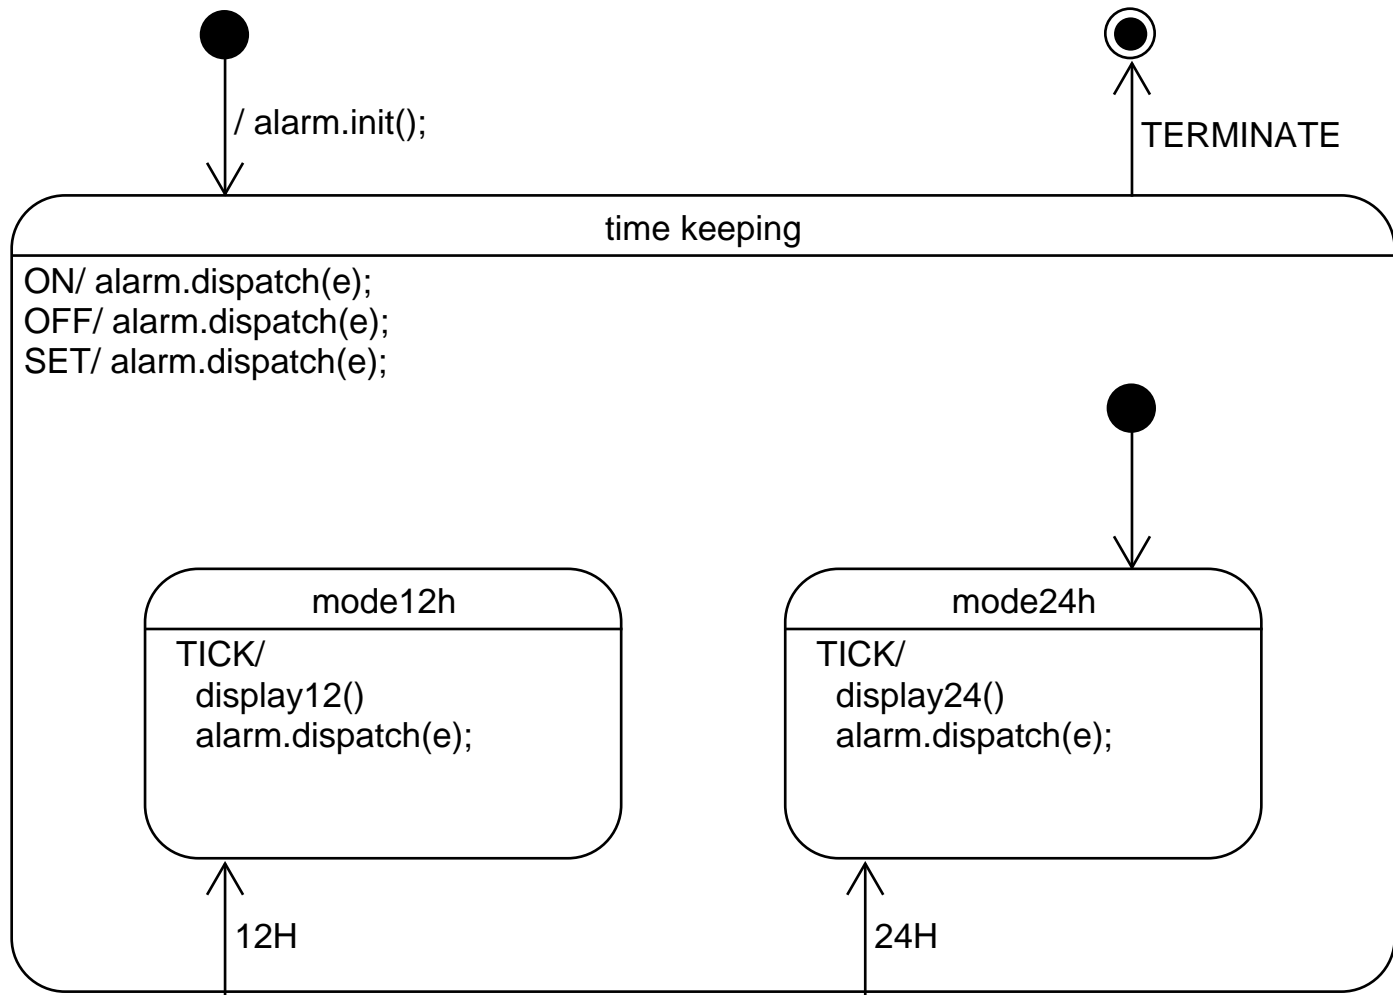 / alarm.init();
TERMINATE
time keeping
ON/ alarm.dispatch(e);
OFF/ alarm.dispatch(e);
SET/ alarm.dispatch(e);
mode12h
TICK/
display12()
alarm.dispatch(e);
mode24h
TICK/
display24()
alarm.dispatch(e);
12H
24H